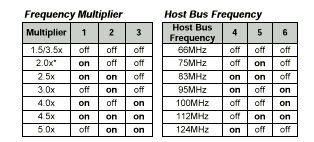 Frequency Multiplier
Multiplier 1 2 3
1.5/3.5x off off off
2.0x* on off off
2.5x on on off
3.0x off on off
4.0x on off on
4.5x on on on
5.0x off on on
Host Bus Frequency
Host Bus Frequency 4 5 6
66MHz off off off
75MHz off on off
83MHz on on off
95MHz on off on
100MHz off off on
112MHz off on on
124MHz on on on